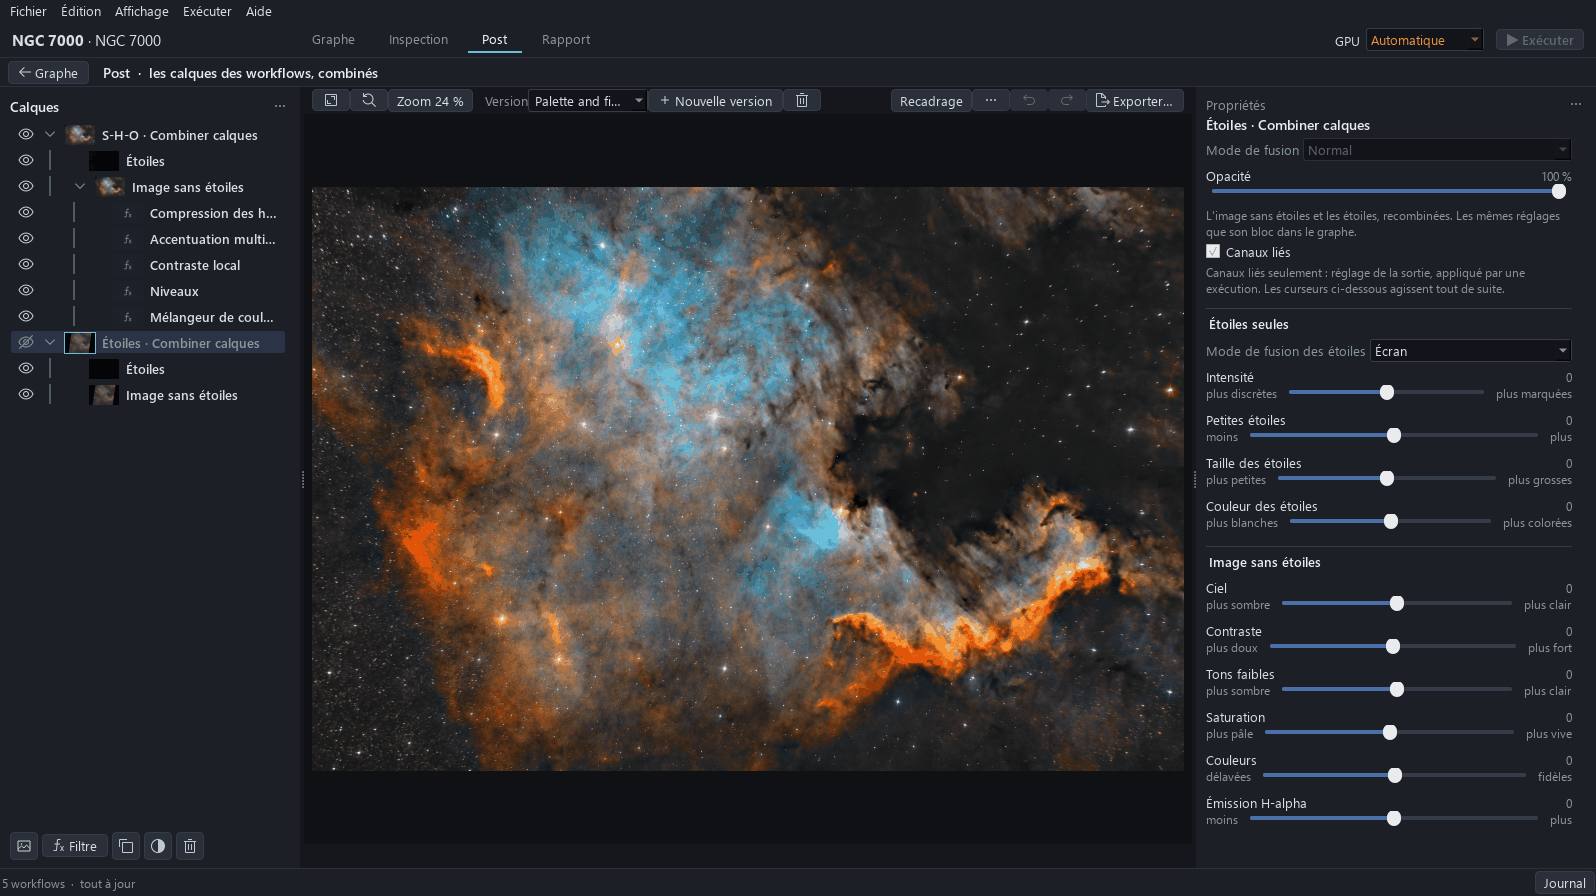 Fichier Édition Affichage Exécuter Aide
NGC 7000 · NGC 7000
Graphe Inspection Post Rapport
GPU Automatique Exécuter
Graphe
Post · les calques des workflows, combinés
Calques ...
S-H-O · Combiner calques
Étoiles
Image sans étoiles
fx Compression des h...
fx Accentuation multi...
fx Contraste local
fx Niveaux
fx Mélangeur de coul...
Étoiles · Combiner calques
Étoiles
Image sans étoiles
fx Filtre
Zoom 24 % Version Palette and fi... + Nouvelle version
Recadrage ... Exporter...
Propriétés ...
Étoiles · Combiner calques
Mode de fusion Normal
Opacité 100 %
L'image sans étoiles et les étoiles, recombinées. Les mêmes réglages
que son bloc dans le graphe.
Canaux liés
Canaux liés seulement : réglage de la sortie, appliqué par une
exécution. Les curseurs ci-dessous agissent tout de suite.
Étoiles seules
Mode de fusion des étoiles Écran
Intensité 0
plus discrètes plus marquées
Petites étoiles 0
moins plus
Taille des étoiles 0
plus petites plus grosses
Couleur des étoiles 0
plus blanches plus colorées
Image sans étoiles
Ciel 0
plus sombre plus clair
Contraste 0
plus doux plus fort
Tons faibles 0
plus sombre plus clair
Saturation 0
plus pâle plus vive
Couleurs 0
délavées fidèles
Émission H-alpha 0
moins plus
5 workflows · tout à jour
Journal